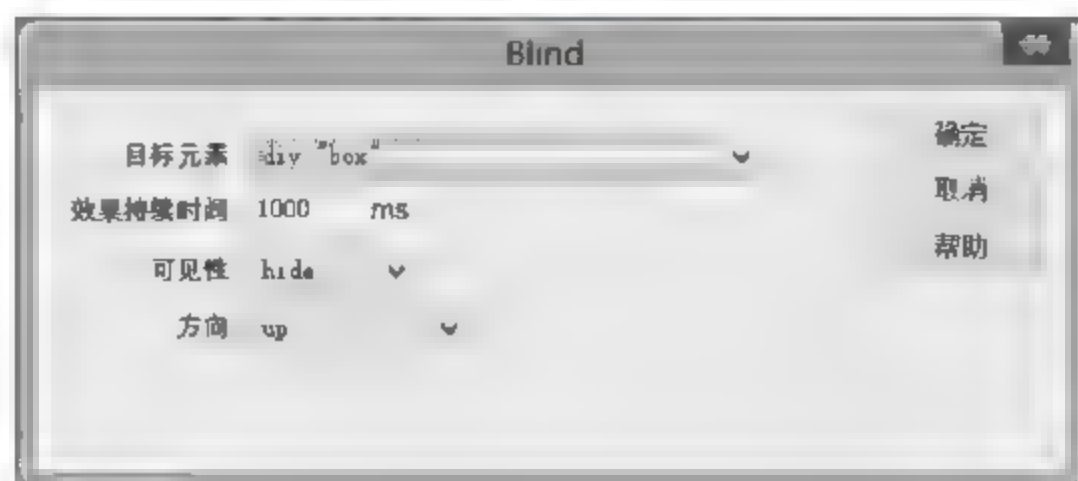 Blind
目标元素 div "box"
确定
效果持续时间 1000 ms
取消
可见性 hide
帮助
方向 up